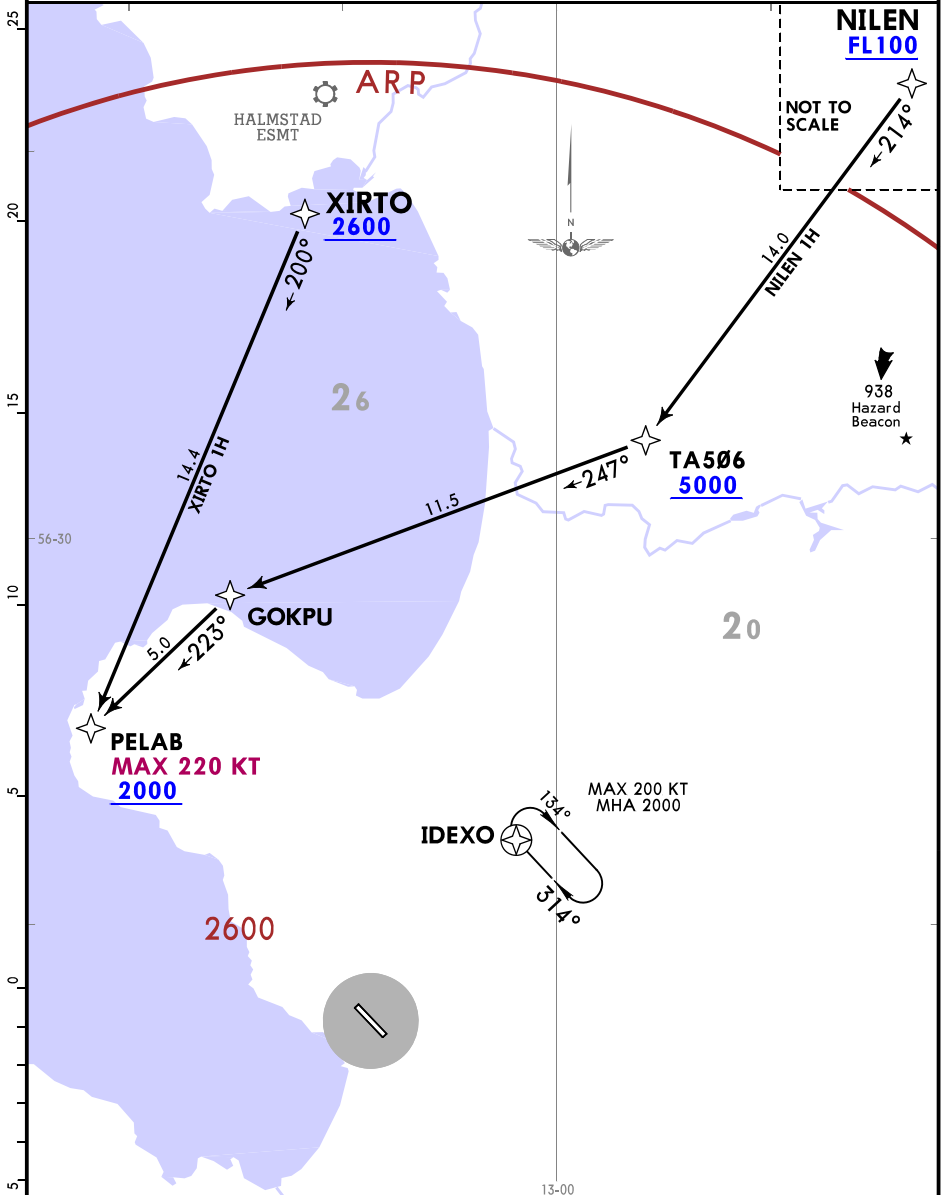 25
NILEN
FL100
ARP
HALMSTAD
ESMT
NOT TO
SCALE
←214°
XIRTO
2600
20
←200°
N
14.0
NILEN 1H
938
Hazard
Beacon
26
15
14.4
XIRTO 1H
TA5Ø6
5000
←247°
11.5
56-30
10
GOKPU
20
5.0
←223°
PELAB
MAX 220 KT
2000
5
MAX 200 KT
MHA 2000
134°
IDEXO
314°
2600
0
5
13-00